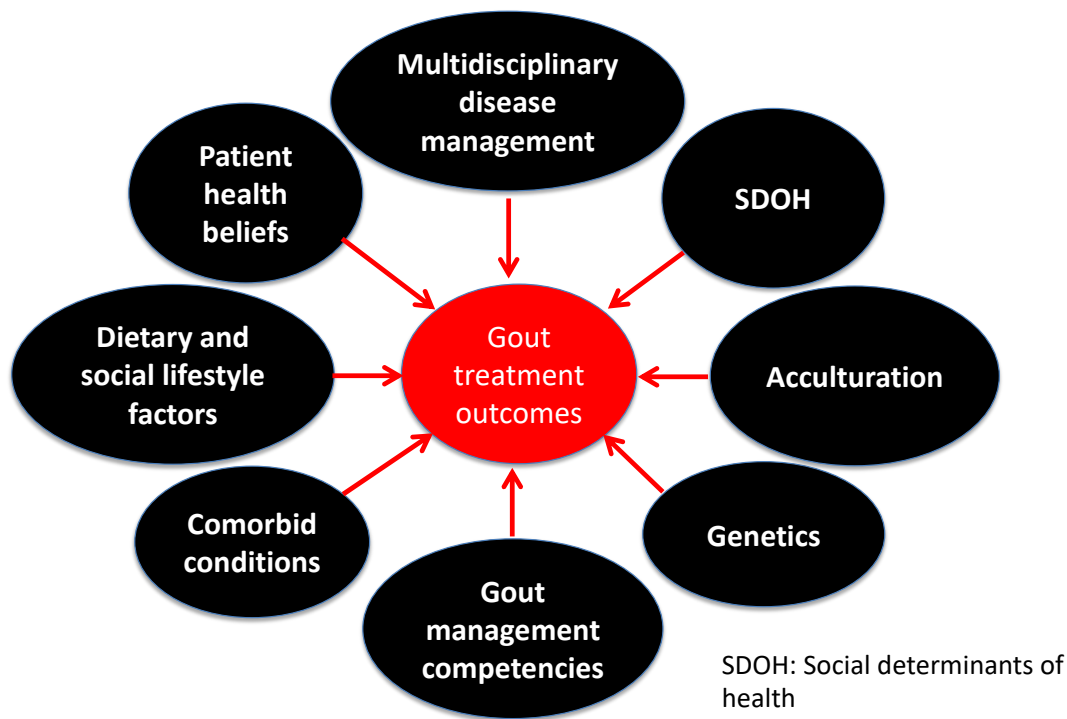 Multidisciplinary
disease
management
SDOH
Acculturation
Genetics
Gout
management
competencies
Comorbid
conditions
Dietary and
social lifestyle
factors
Patient
health
beliefs
Gout
treatment
outcomes
SDOH: Social determinants of
health